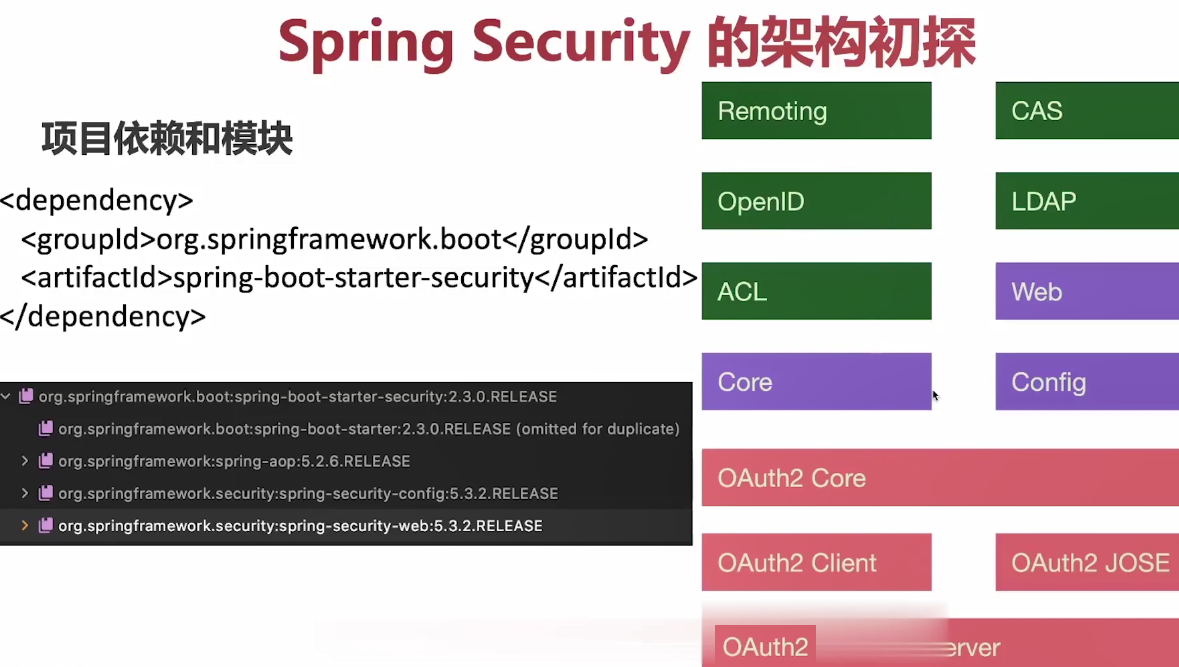 Spring Security 的架构初探
项目依赖和模块
<dependency>
<groupId>org.springframework.boot</groupId>
<artifactId>spring-boot-starter-security</artifactId>
</dependency>
org.springframework.boot:spring-boot-starter-security:2.3.0.RELEASE
org.springframework.boot:spring-boot-starter:2.3.0.RELEASE (omitted for duplicate)
org.springframework:spring-aop:5.2.6.RELEASE
org.springframework.security:spring-security-config:5.3.2.RELEASE
org.springframework.security:spring-security-web:5.3.2.RELEASE
Remoting
CAS
OpenID
LDAP
ACL
Web
Core
Config
OAuth2 Core
OAuth2 Client
OAuth2 JOSE
OAuth2